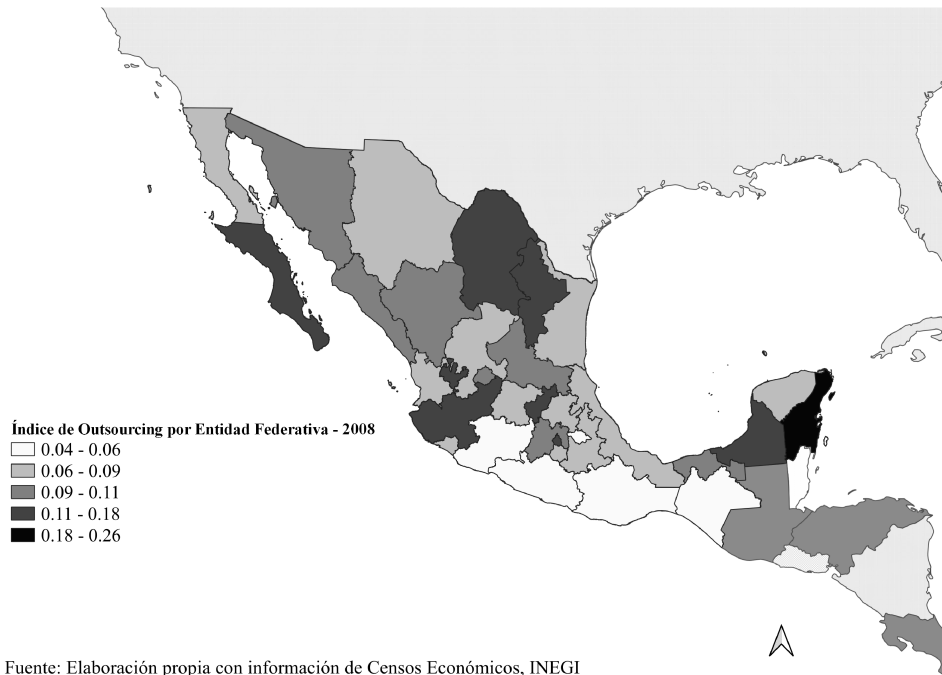 Índice de Outsourcing por Entidad Federativa - 2008
0.04 - 0.06
0.06 - 0.09
0.09 - 0.11
0.11 - 0.18
0.18 - 0.26
Fuente: Elaboración propia con información de Censos Económicos, INEGI